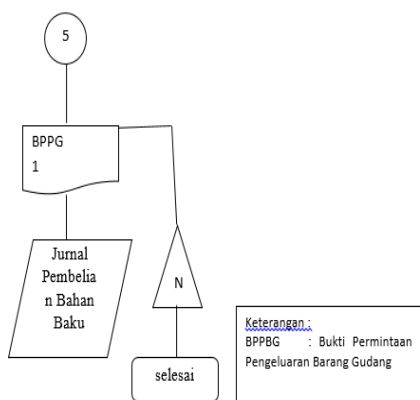 5
BPPG
1
Jurnal
Pembelia
n Bahan
Baku
N
selesai
Keterangan :
BPPBG : Bukti Permintaan
Pengeluaran Barang Gudang